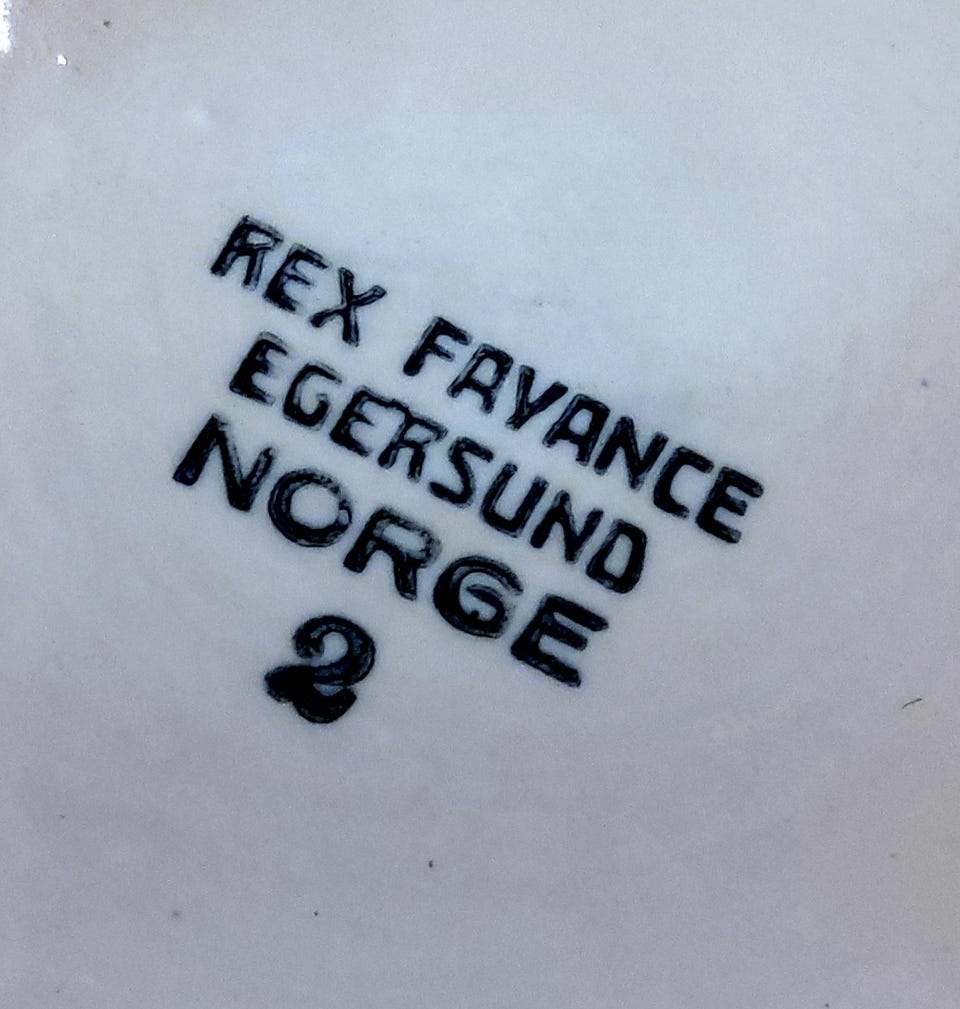 REX FAYANCE
EGERSUND
NORGE
2